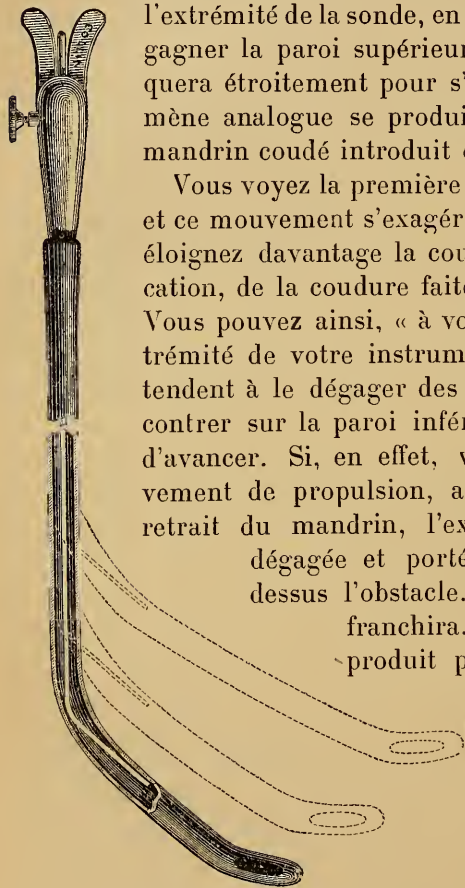 l'extrémité de la sonde, en
gagner la paroi supérieur
quera étroitement pour s'
mène analogue se produi
mandrin coudé introduit
Vous voyez la première
et ce mouvement s'exagér
éloignez davantage la cou
cation, de la coudure faite
Vous pouvez ainsi, « à vo
trémité de votre instrum
tendent à le dégager des
contrer sur la paroi infér
d'avancer. Si, en effet, v
vement de propulsion, a
retrait du mandrin, l'ex
dégagée et porté
dessus l'obstacle.
franchira.
produit p